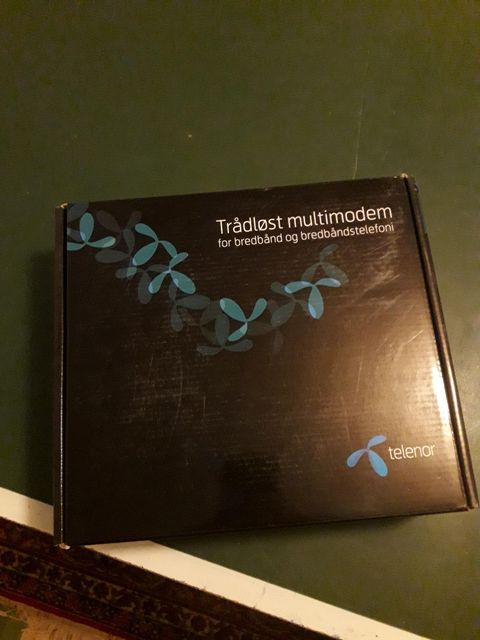 Trådløst multimodem
for bredbånd og bredbåndstelefoni
telenor